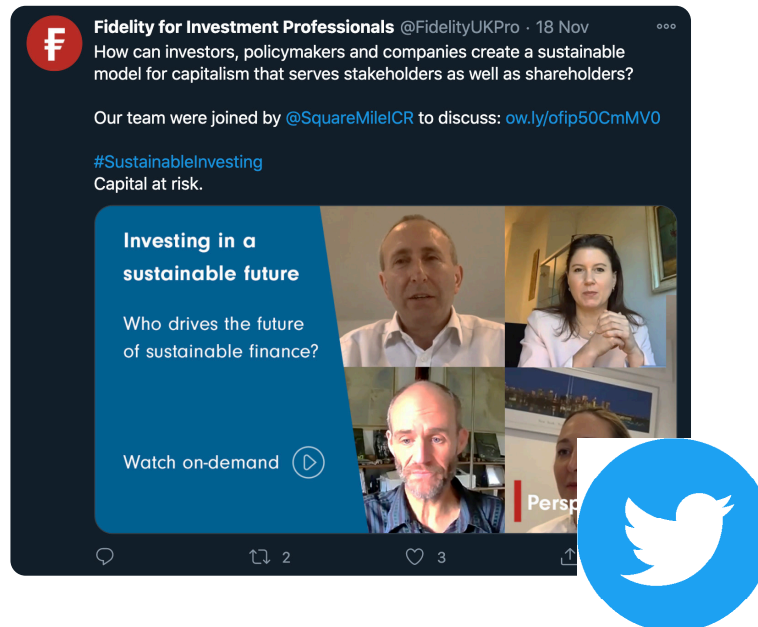 Fidelity for Investment Professionals @FidelityUKPro · 18 Nov
How can investors, policymakers and companies create a sustainable
model for capitalism that serves stakeholders as well as shareholders?
Our team were joined by @SquareMileICR to discuss: ow.ly/ofip50CmMV0
#SustainableInvesting
Capital at risk.
Investing in a
sustainable future
Who drives the future
of sustainable finance?
Watch on-demand
2 3